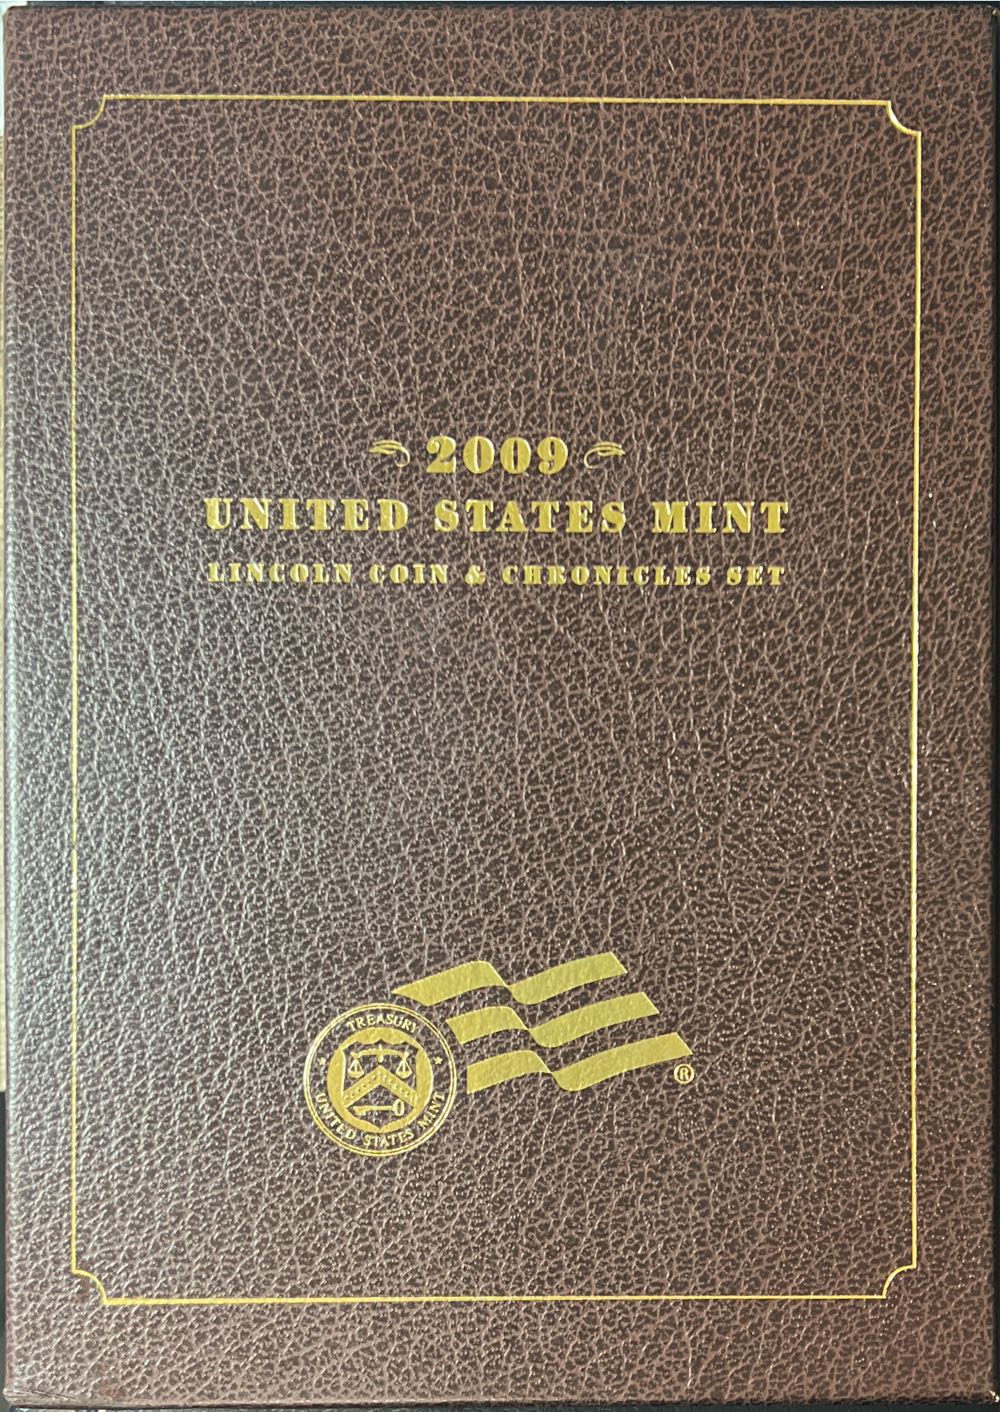 2009
UNITED STATES MINT
LINCOLN COIN & CHRONICLES SET
TREASURY
UNITED STATES MINT
®